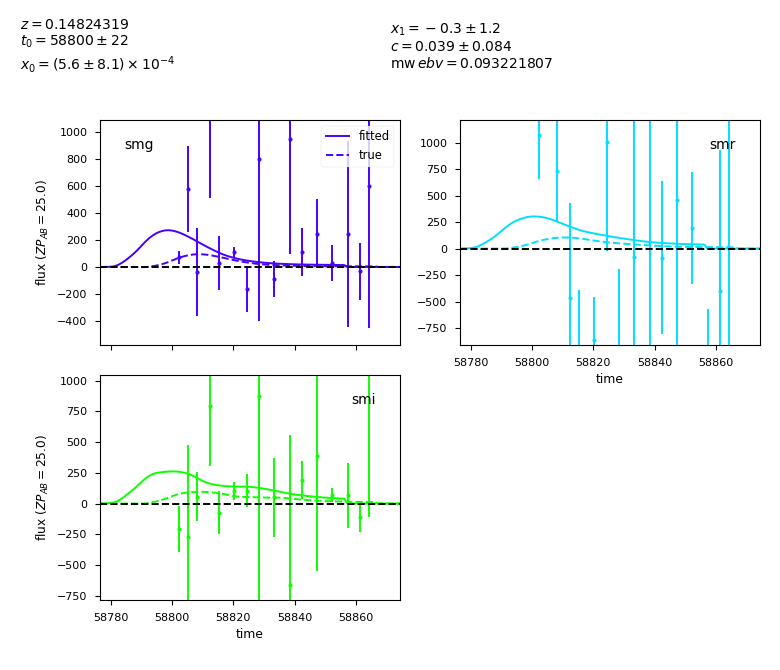 z = 0.14824319
t₀ = 58800 ± 22
x₀ = (5.6 ± 8.1) × 10⁻⁴
x₁ = −0.3 ± 1.2
c = 0.039 ± 0.084
mw ebv = 0.093221807
smg
fitted
true
1000
800
600
400
200
0
−200
−400
flux (ZP_AB = 25.0)
smr
1000
750
500
250
0
−250
−500
−750
58780 58800 58820 58840 58860
time
smi
1000
750
500
250
0
−250
−500
−750
flux (ZP_AB = 25.0)
58780 58800 58820 58840 58860
time